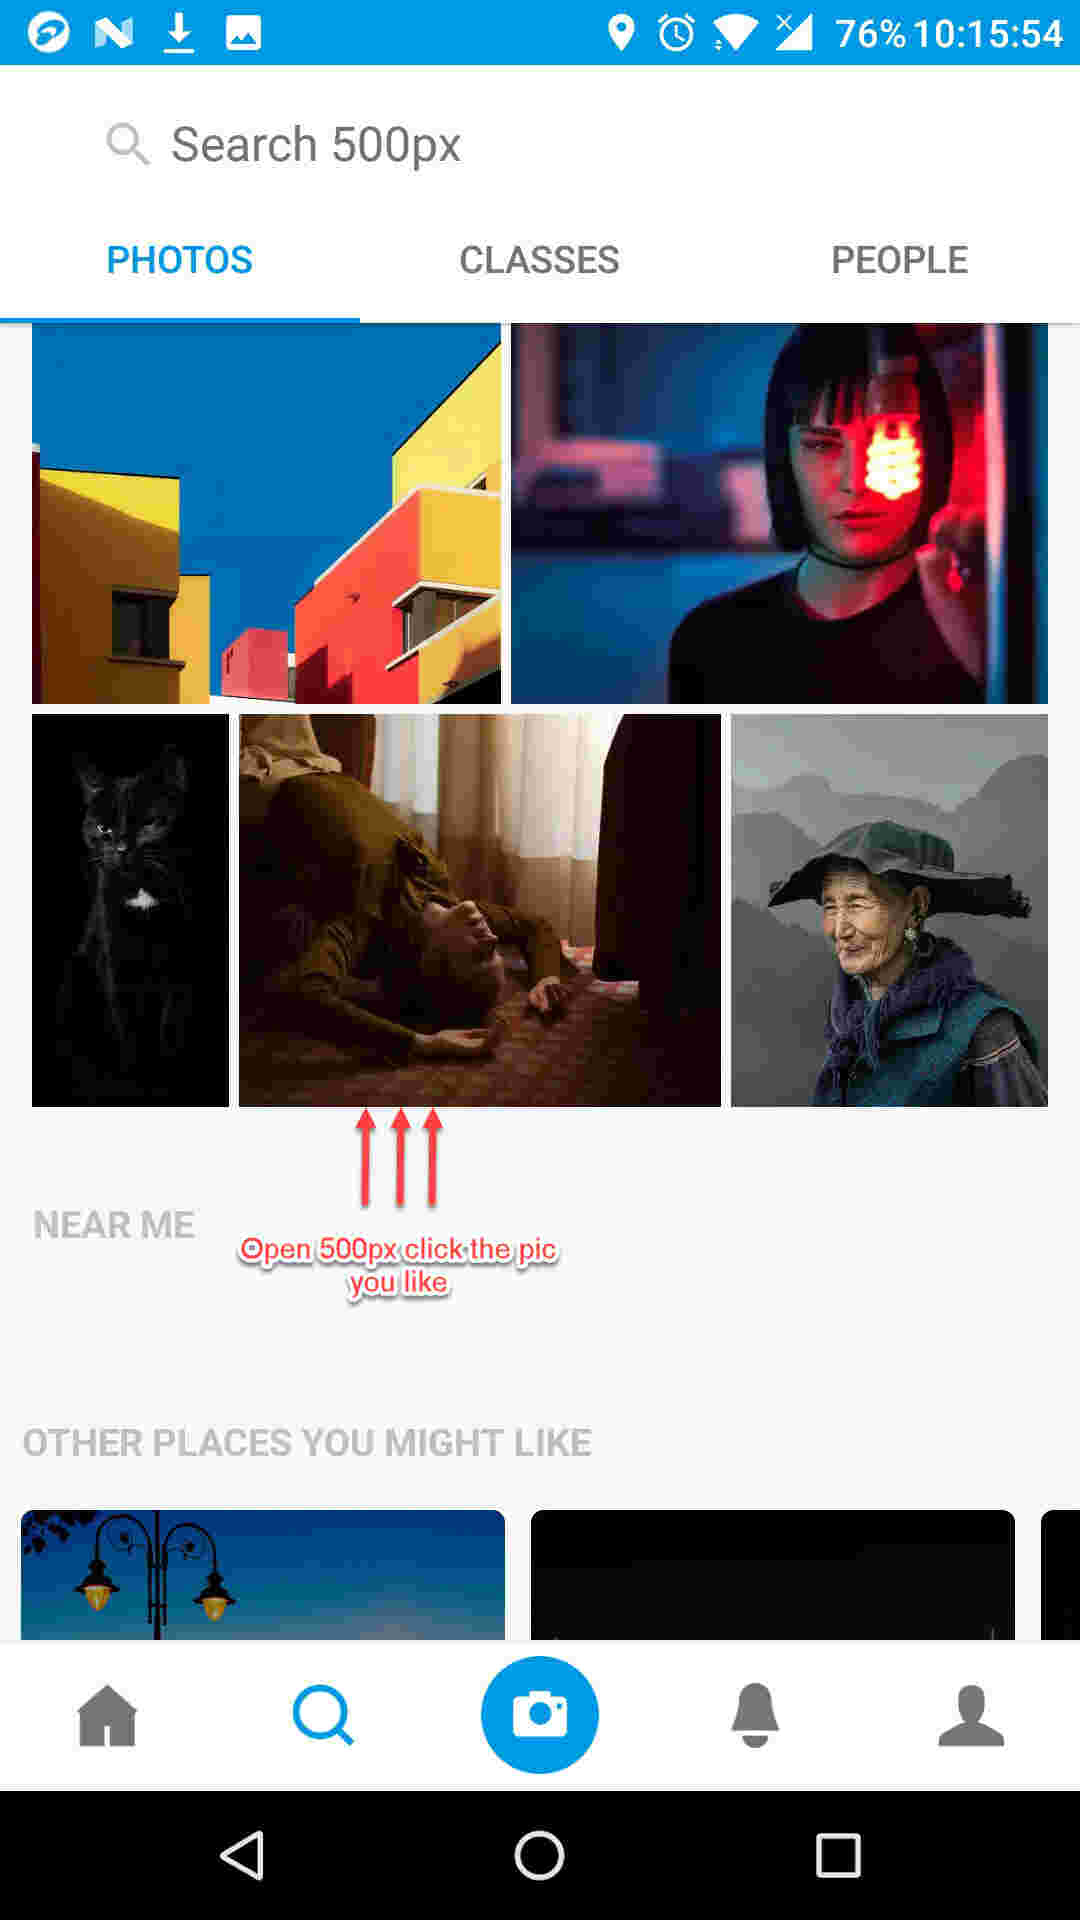 76% 10:15:54
Search 500px
PHOTOS CLASSES PEOPLE
NEAR ME
Open 500px click the pic
you like
OTHER PLACES YOU MIGHT LIKE